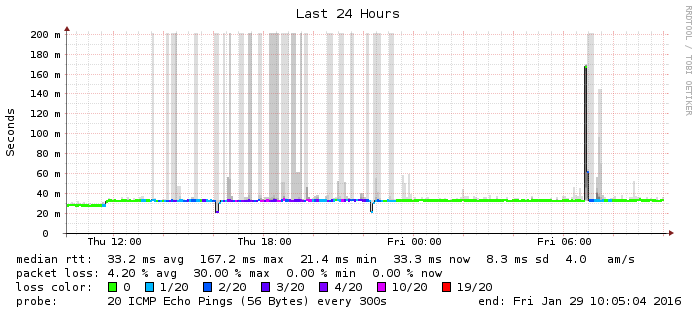 Last 24 Hours
RRDTOOL / TOBI OETIKER
Seconds
200 m
180 m
160 m
140 m
120 m
100 m
80 m
60 m
40 m
20 m
0
Thu 12:00 Thu 18:00 Fri 00:00 Fri 06:00
median rtt: 33.2 ms avg 167.2 ms max 21.4 ms min 33.3 ms now 8.3 ms sd 4.0 am/s
packet loss: 4.20 % avg 30.00 % max 0.00 % min 0.00 % now
loss color: 0 1/20 2/20 3/20 4/20 10/20 19/20
probe: 20 ICMP Echo Pings (56 Bytes) every 300s end: Fri Jan 29 10:05:04 2016